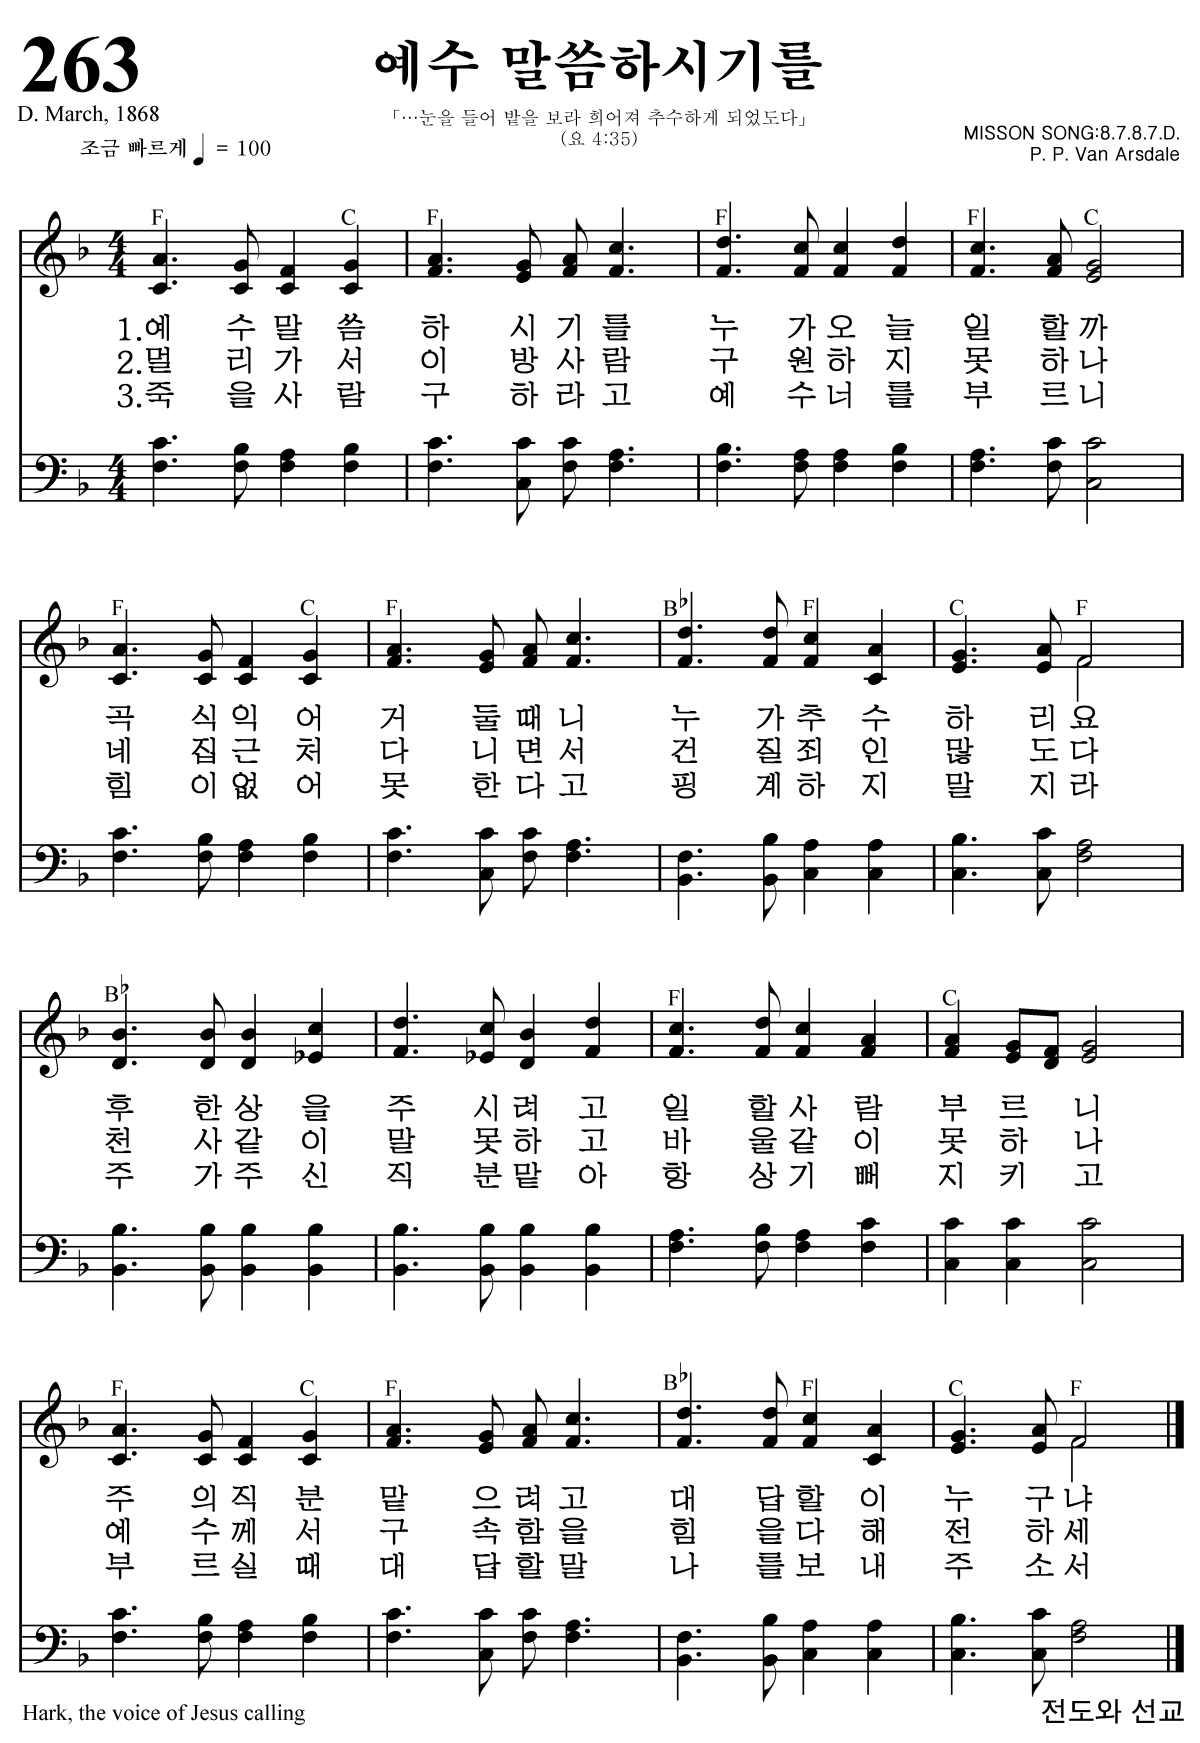 263
예수 말씀하시기를
D. March, 1868
「…눈을 들어 밭을 보라 희어져 추수하게 되었도다」
(요 4:35)
조금 빠르게 ♩ = 100
MISSON SONG:8.7.8.7.D.
P. P. Van Arsdale
F C F F F C
1.예 수 말 씀 하 시 기 를 누 가 오 늘 일 할 까
2.멀 리 가 서 이 방 사 람 구 원 하 지 못 하 나
3.죽 을 사 람 구 하 라 고 예 수 너 를 부 르 니
F C F B♭ F C F
곡 식 익 어 거 둘 때 니 누 가 추 수 하 리 요
네 집 근 처 다 니 면 서 건 질 죄 인 많 도 다
힘 이 없 어 못 한 다 고 핑 계 하 지 말 지 라
B♭ F C
후 한 상 을 주 시 려 고 일 할 사 람 부 르 니
천 사 같 이 말 못 하 고 바 울 같 이 못 하 나
주 가 주 신 직 분 맡 아 항 상 기 뻐 지 키 고
F C F B♭ F C F
주 의 직 분 맡 으 려 고 대 답 할 이 누 구 냐
예 수 께 서 구 속 함 을 힘 을 다 해 전 하 세
부 르 실 때 대 답 할 말 나 를 보 내 주 소 서
Hark, the voice of Jesus calling
전도와 선교